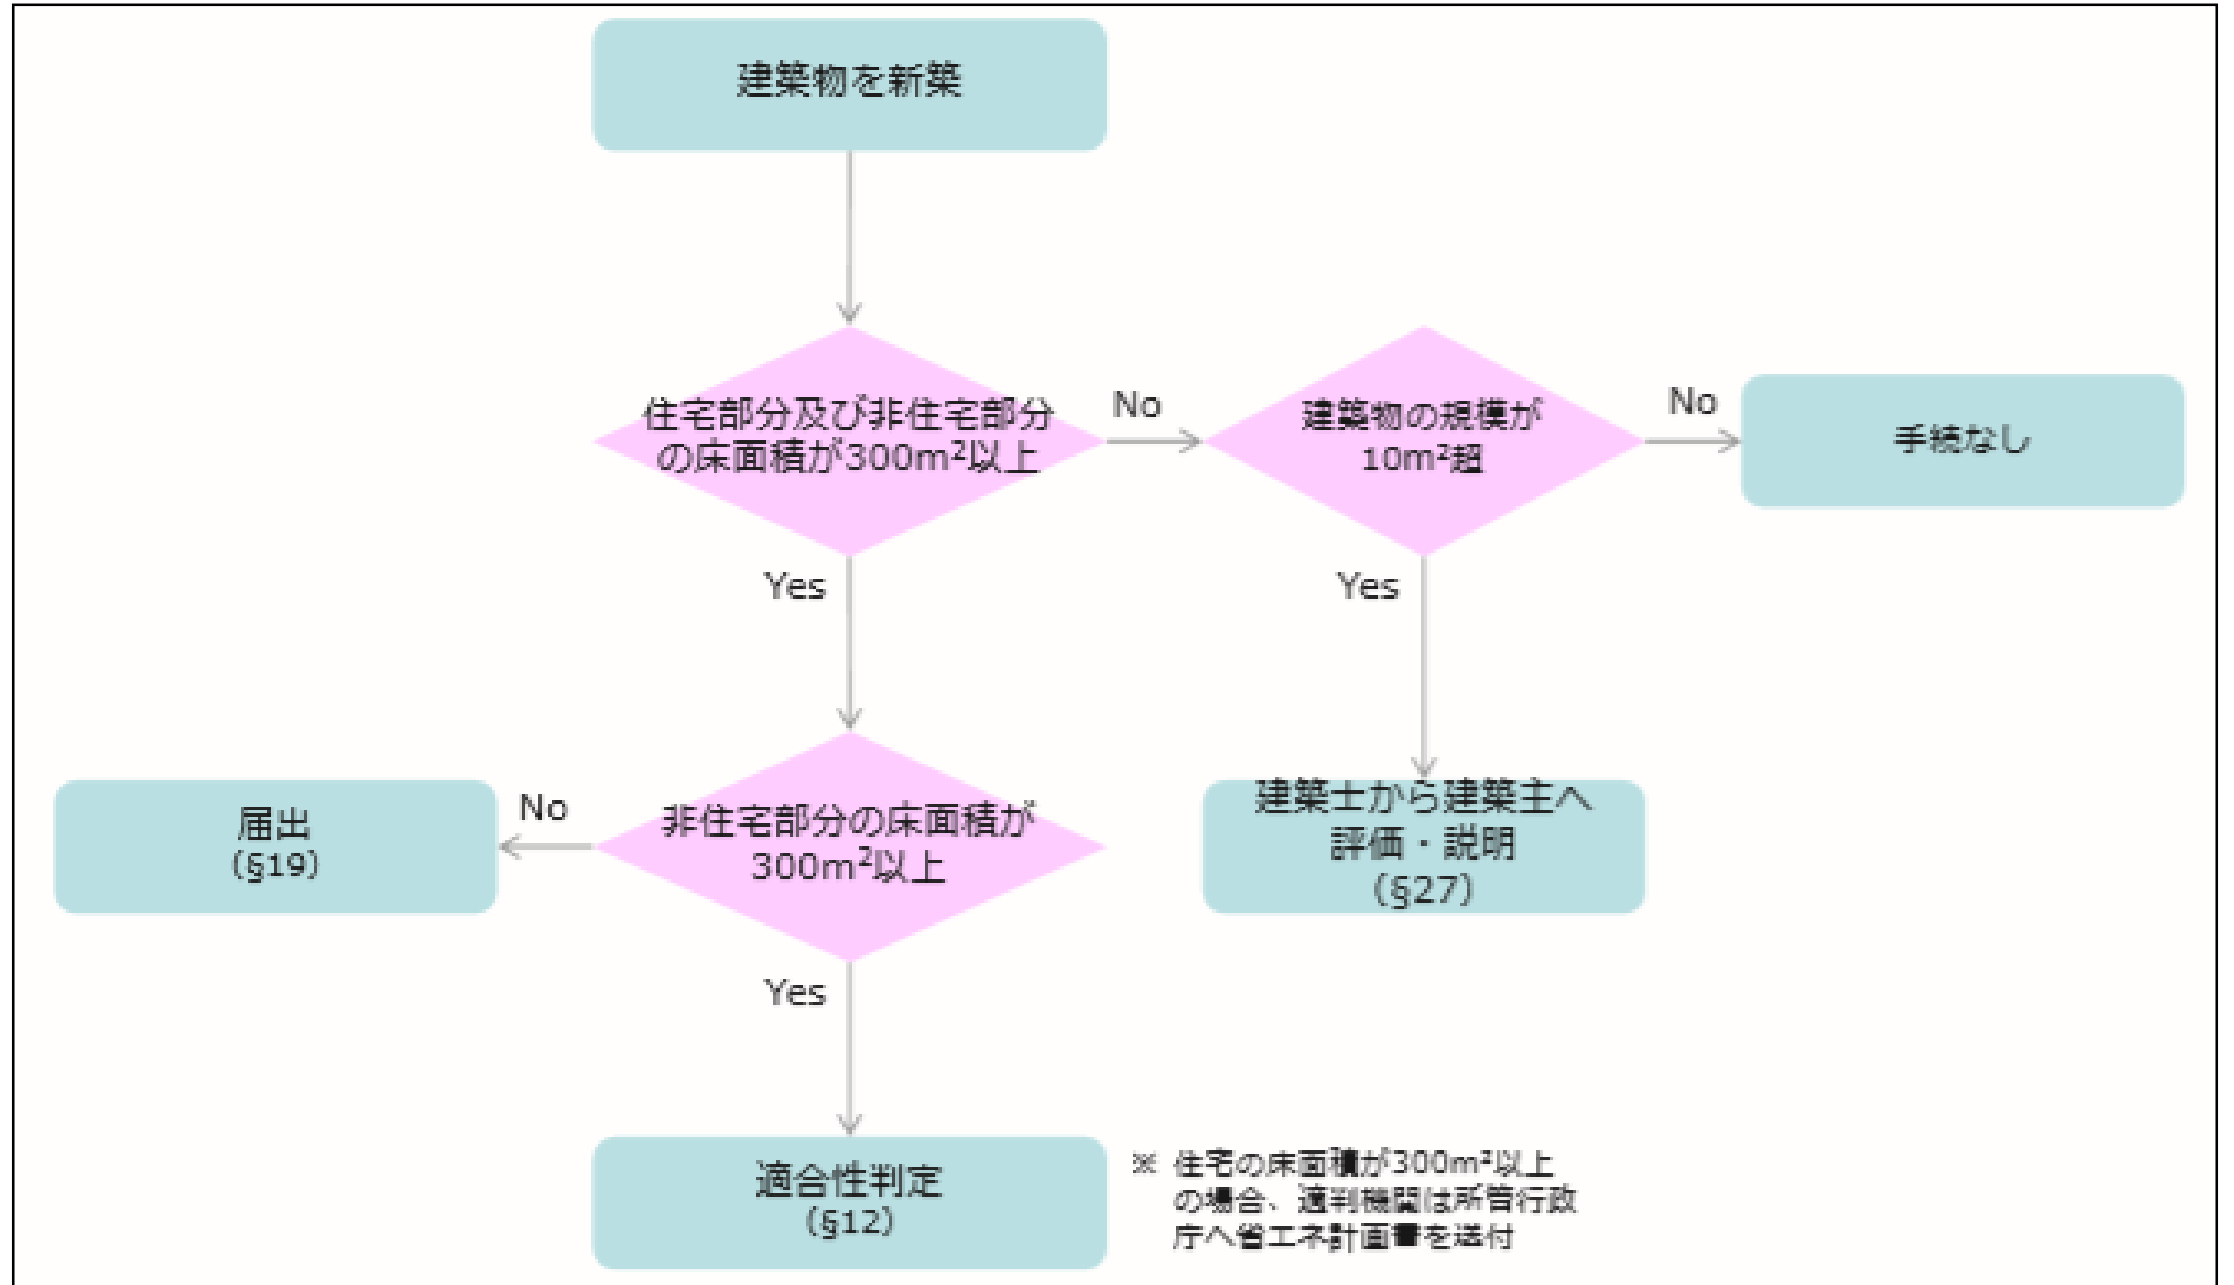 建築物を新築
住宅部分及び非住宅部分
の床面積が300m²以上
No
建築物の規模が
10m²超
No
手続なし
Yes
Yes
届出
(§19)
No
非住宅部分の床面積が
300m²以上
建築士から建築主へ
評価・説明
(§27)
Yes
適合性判定
(§12)
※ 住宅の床面積が300m²以上
の場合、適判機関は所管行政
庁へ省エネ計画書を送付